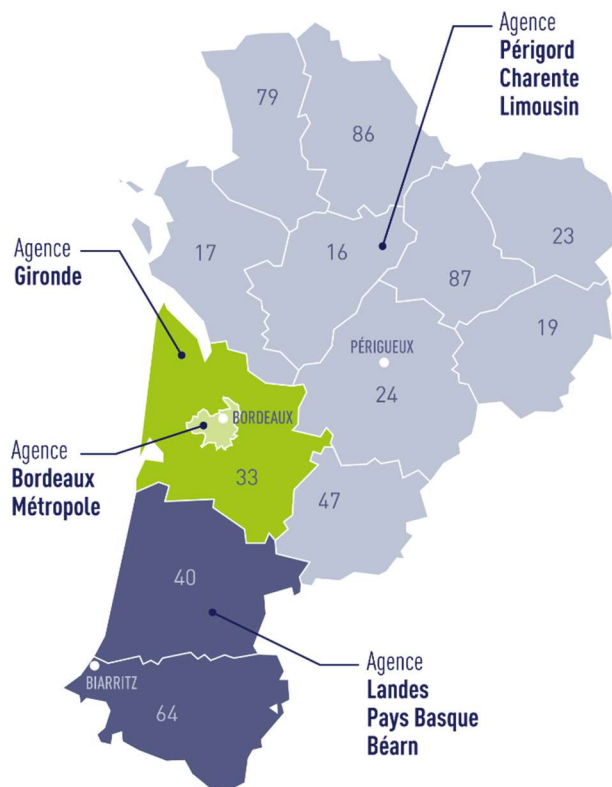 Agence
Périgord
Charente
Limousin
79
86
Agence
Gironde
17
16
87
23
19
PÉRIGUEUX
24
BORDEAUX
Agence
Bordeaux
Métropole
33
47
40
BIARRITZ
64
Agence
Landes
Pays Basque
Béarn